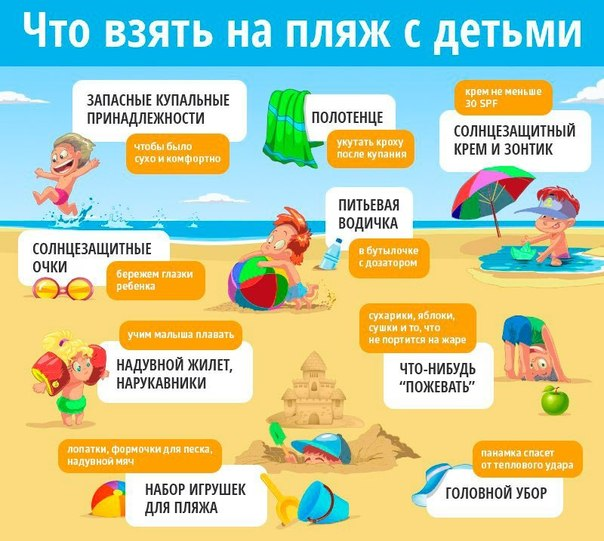 Что взять на пляж с детьми
ЗАПАСНЫЕ КУПАЛЬНЫЕ
ПРИНАДЛЕЖНОСТИ
чтобы было
сухо и комфортно
ПОЛОТЕНЦЕ
укутать кроху
после купания
крем не меньше
30 SPF
СОЛНЦЕЗАЩИТНЫЙ
КРЕМ И ЗОНТИК
ПИТЬЕВАЯ
ВОДИЧКА
в бутылочке
с дозатором
СОЛНЦЕЗАЩИТНЫЕ
ОЧКИ
бережем глазки
ребенка
учим малыша плавать
НАДУВНОЙ ЖИЛЕТ,
НАРУКАВНИКИ
сухарики, яблоки,
сушки и то, что
не портится на жаре
ЧТО-НИБУДЬ
“ПОЖЕВАТЬ”
лопатки, формочки для песка,
надувной мяч
НАБОР ИГРУШЕК
ДЛЯ ПЛЯЖА
панамка спасет
от теплового удара
ГОЛОВНОЙ УБОР